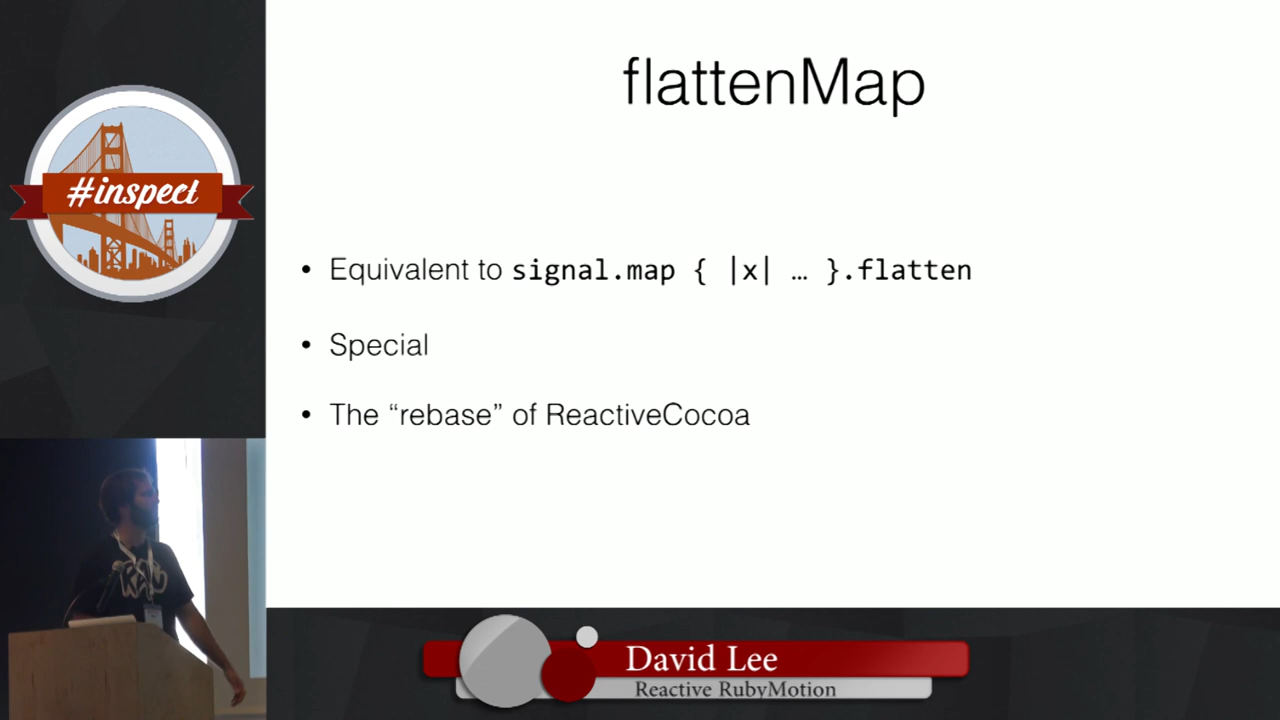 flattenMap
#inspect
• Equivalent to signal.map { |x| … }.flatten
• Special
• The “rebase” of ReactiveCocoa
David Lee
Reactive RubyMotion